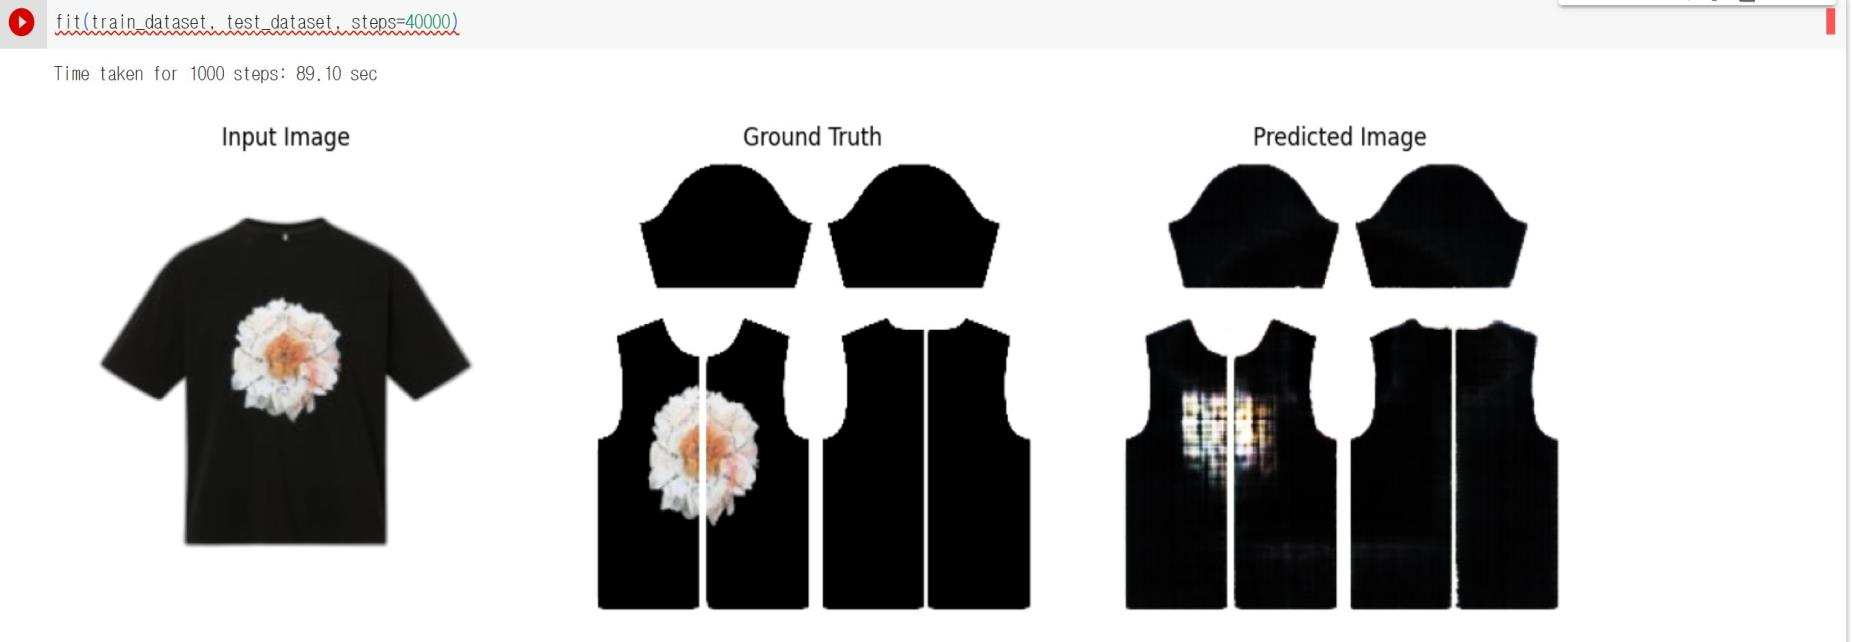 fit(train_dataset, test_dataset, steps=40000)
Time taken for 1000 steps: 89.10 sec
Input Image
Ground Truth
Predicted Image